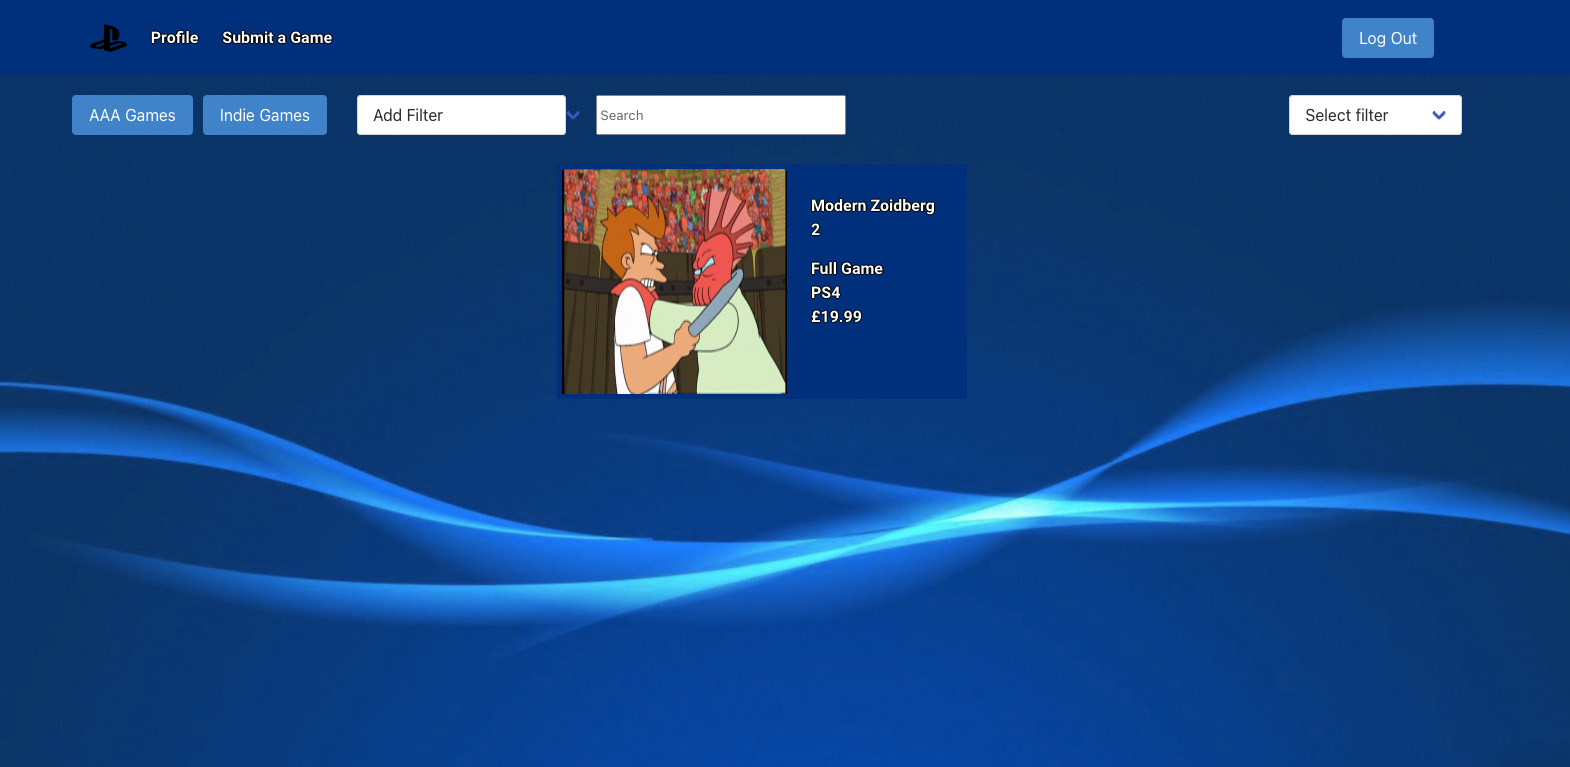 Profile
Submit a Game
Log Out
AAA Games
Indie Games
Add Filter
Search
Select filter
Modern Zoidberg
2
Full Game
PS4
£19.99